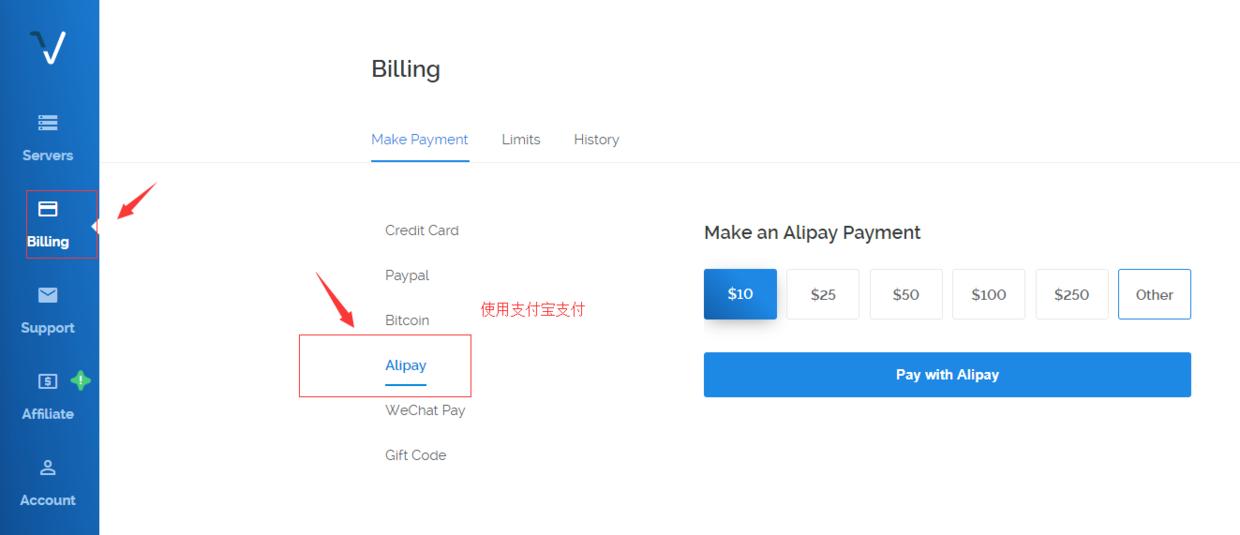 Servers
Billing
Support
Affiliate
Account
Billing
Make Payment Limits History
Credit Card
Paypal
Bitcoin
Alipay
WeChat Pay
Gift Code
使用支付宝支付
Make an Alipay Payment
$10 $25 $50 $100 $250 Other
Pay with Alipay